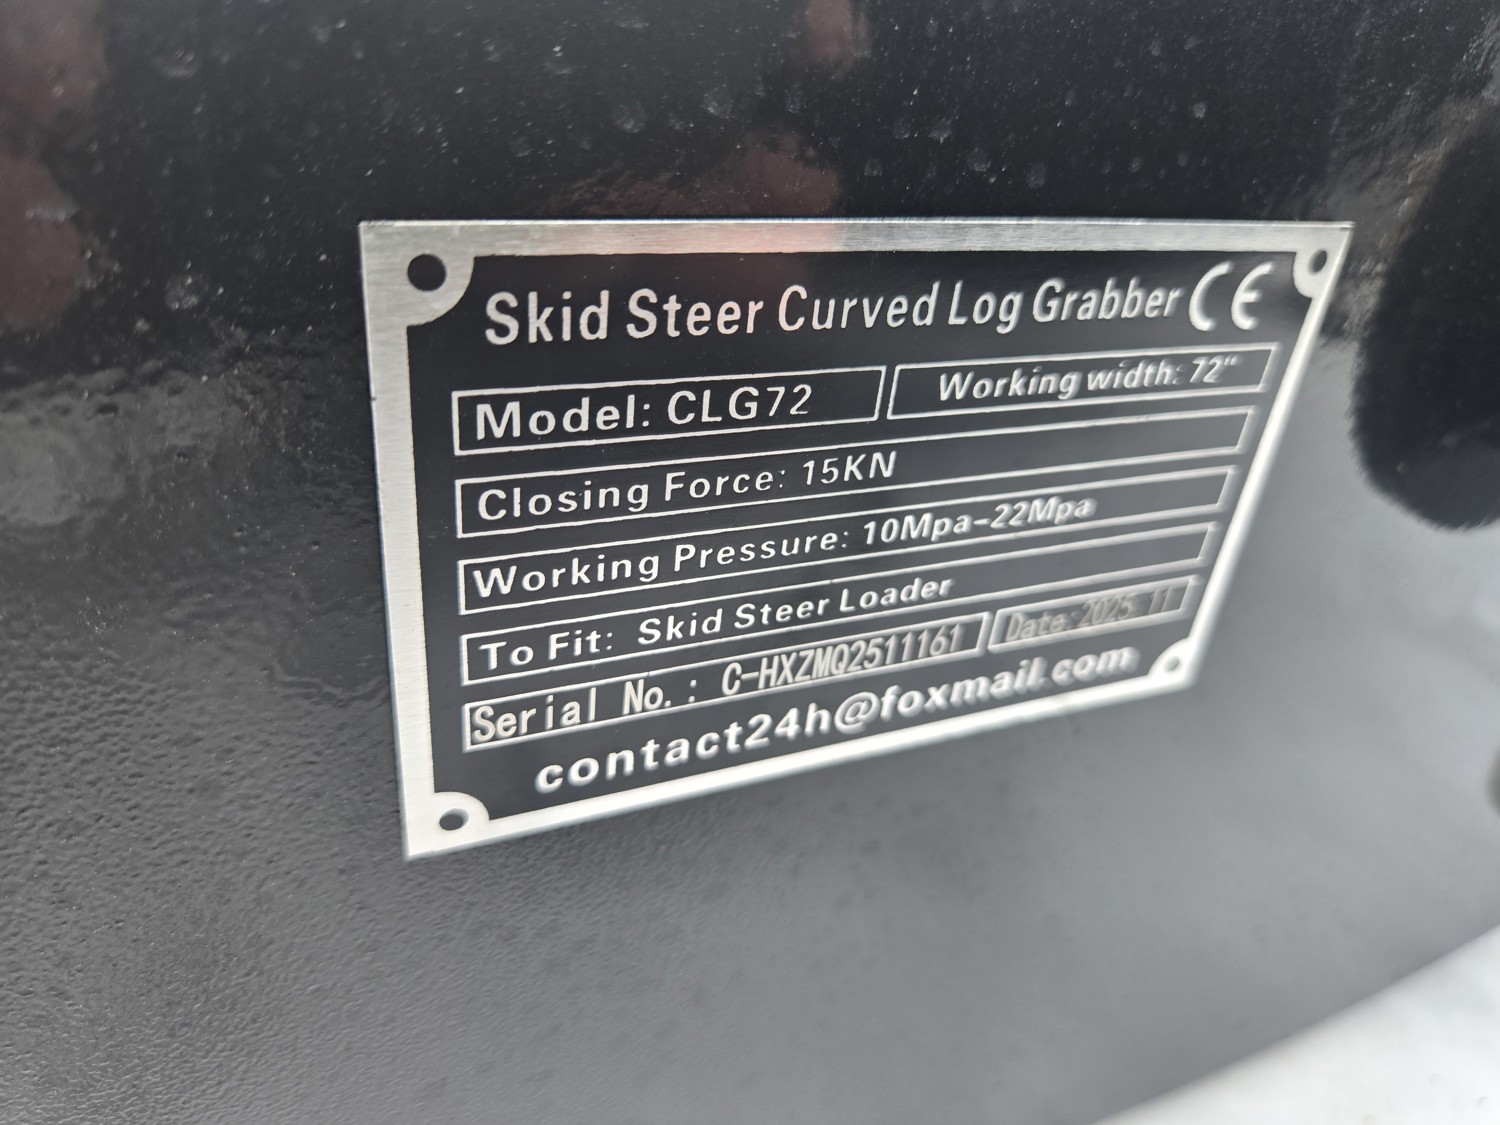 Skid Steer Curved Log Grabber CE
Model: CLG72 Working width: 72"
Closing Force: 15KN
Working Pressure: 10Mpa-22Mpa
To Fit: Skid Steer Loader
Serial No.: C-HXZMQ2511161 Date: 2025. 11
contact24h@foxmail.com